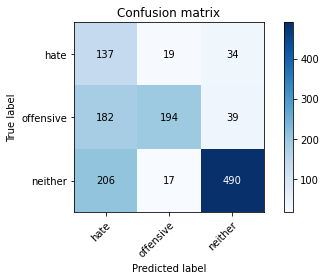 Confusion matrix
True label
hate
137
19
34
offensive
182
194
39
neither
206
17
490
hate
offensive
neither
Predicted label
400
300
200
100